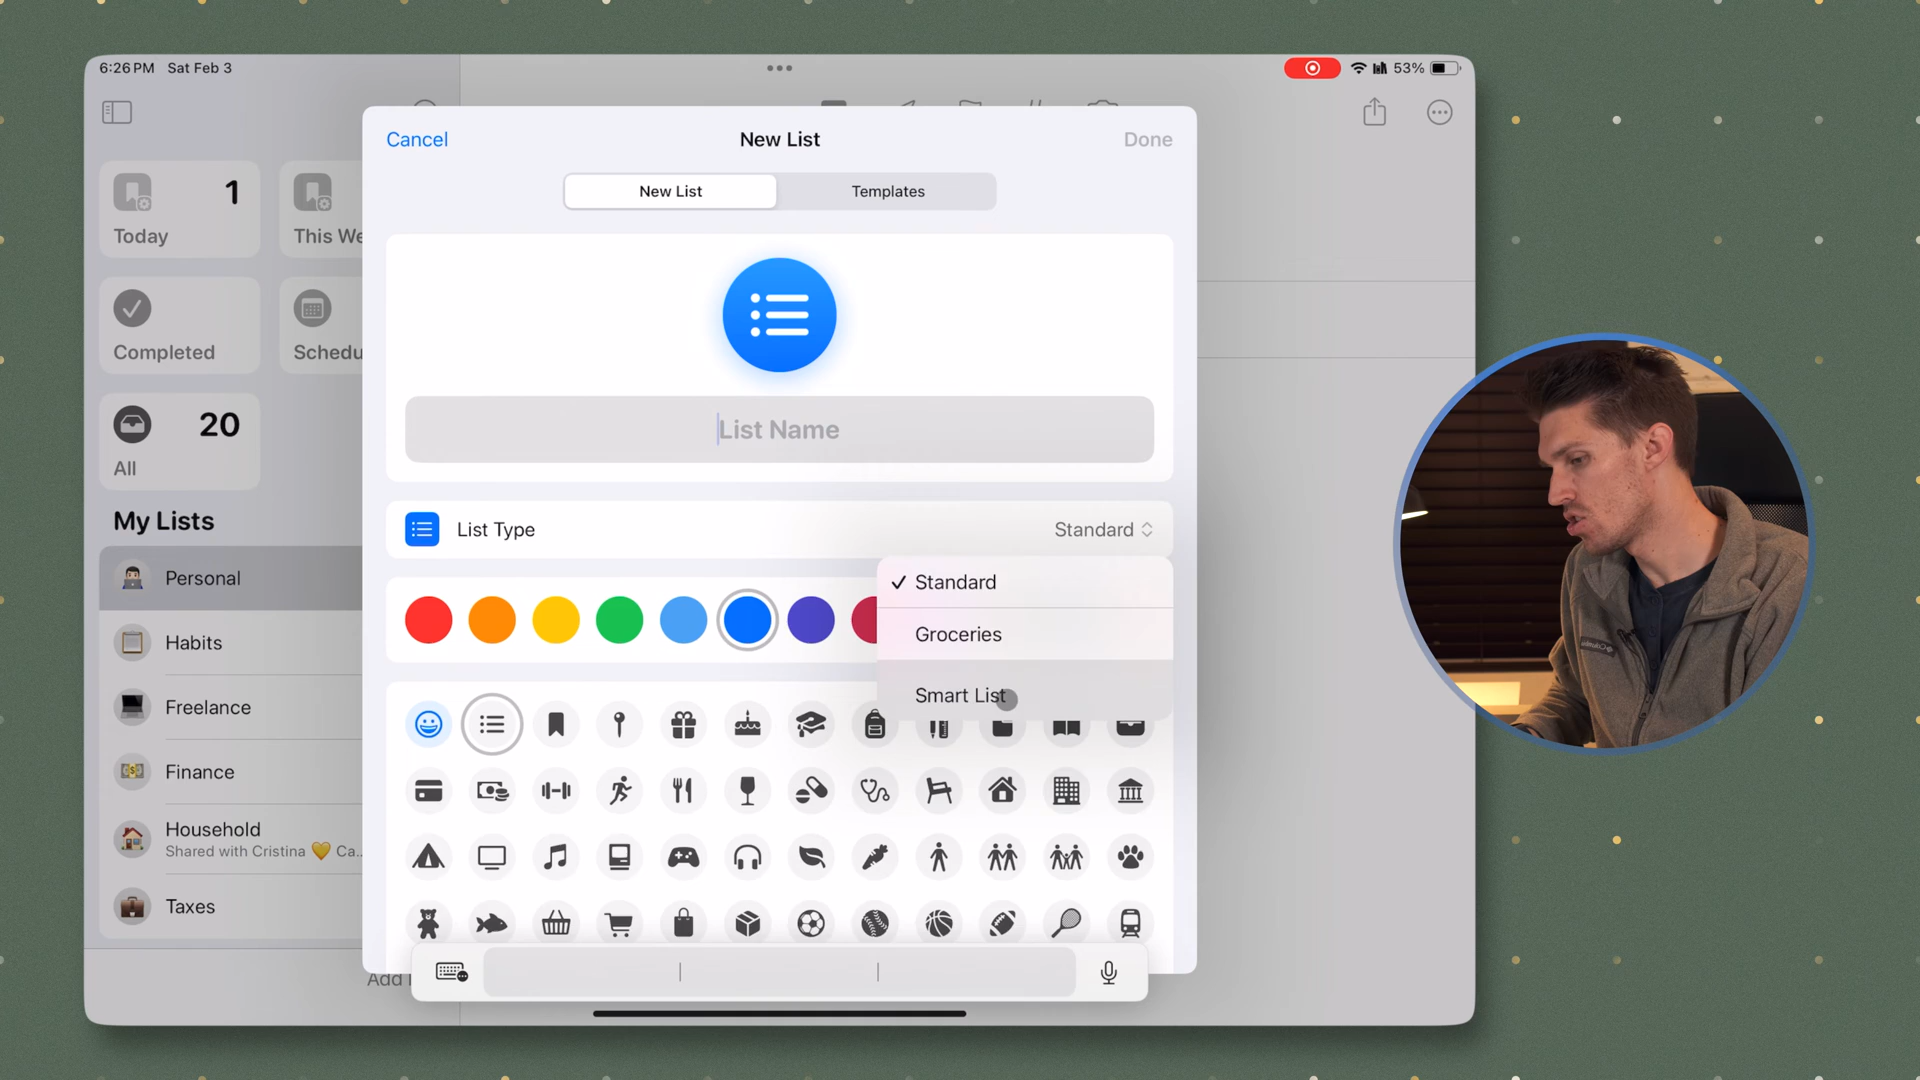 6:26 PM Sat Feb 3
53%
Cancel
New List
Done
New List
Templates
1
Today
This We
Completed
Schedu
20
All
List Name
My Lists
List Type
Standard
Personal
Standard
Groceries
Smart List
Habits
Freelance
Finance
Household
Shared with Cristina 💛 Ca...
Taxes
Add